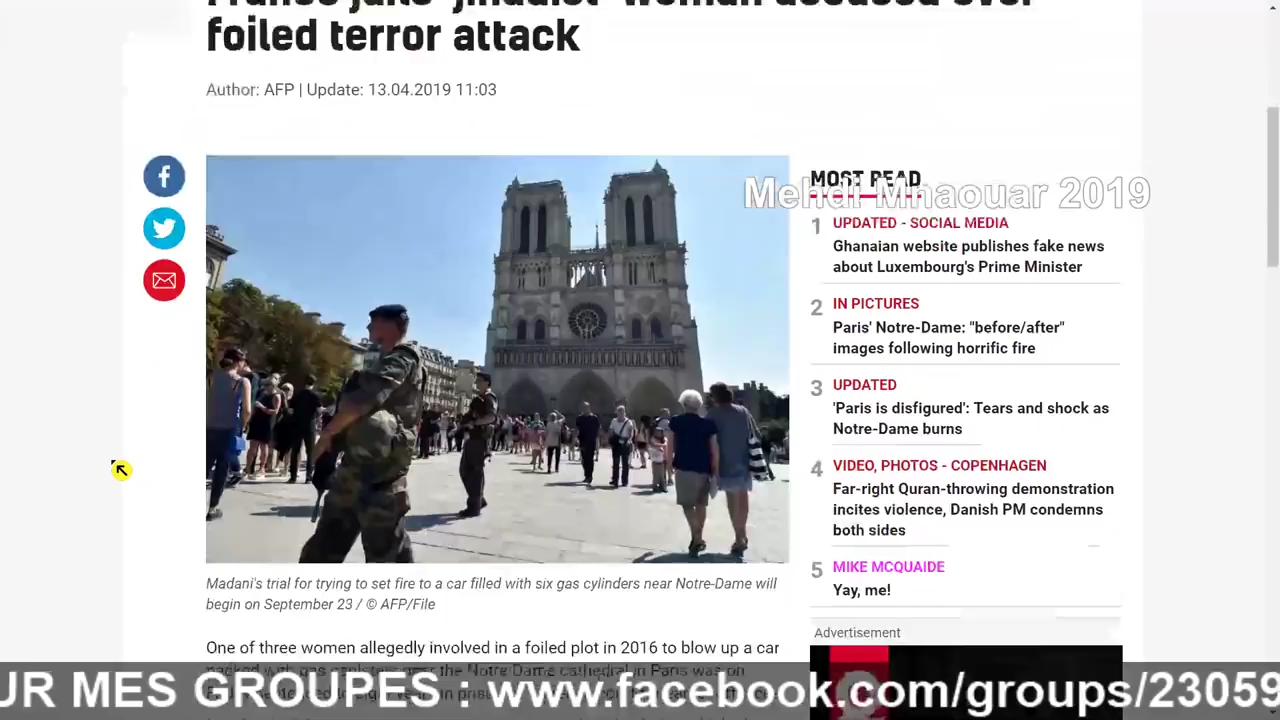 foiled terror attack
Author: AFP | Update: 13.04.2019 11:03
MOST READ
Mehdi Mnaouar 2019
1 UPDATED - SOCIAL MEDIA
Ghanaian website publishes fake news
about Luxembourg's Prime Minister
2 IN PICTURES
Paris' Notre-Dame: "before/after"
images following horrific fire
3 UPDATED
'Paris is disfigured': Tears and shock as
Notre-Dame burns
4 VIDEO, PHOTOS - COPENHAGEN
Far-right Quran-throwing demonstration
incites violence, Danish PM condemns
both sides
5 MIKE MCQUAIDE
Yay, me!
Advertisement
Madani's trial for trying to set fire to a car filled with six gas cylinders near Notre-Dame will
begin on September 23 / © AFP/File
One of three women allegedly involved in a foiled plot in 2016 to blow up a car
UR MES GROUPES : www.facebook.com/groups/23059